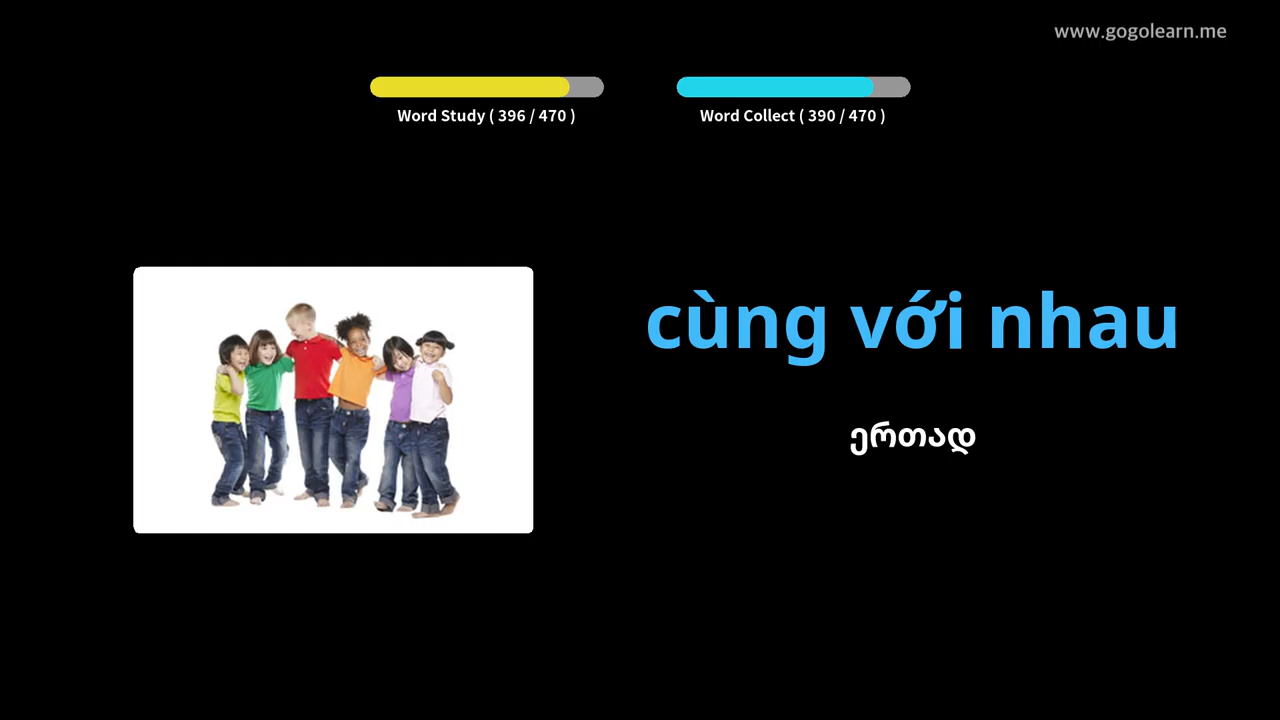 www.gogolearn.me
Word Study ( 396 / 470 )
Word Collect ( 390 / 470 )
cùng với nhau
ერთად